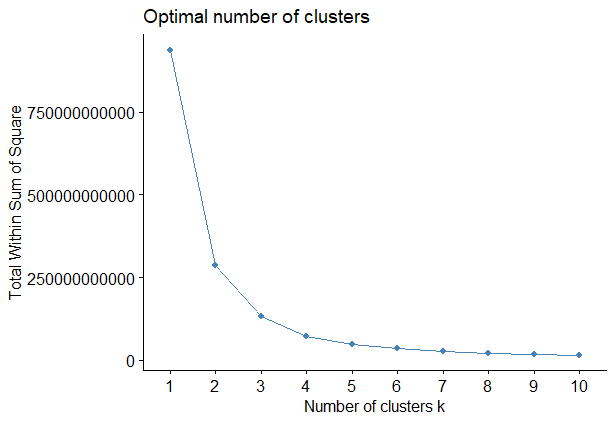 Optimal number of clusters
Total Within Sum of Square
750000000000
500000000000
250000000000
0
1 2 3 4 5 6 7 8 9 10
Number of clusters k